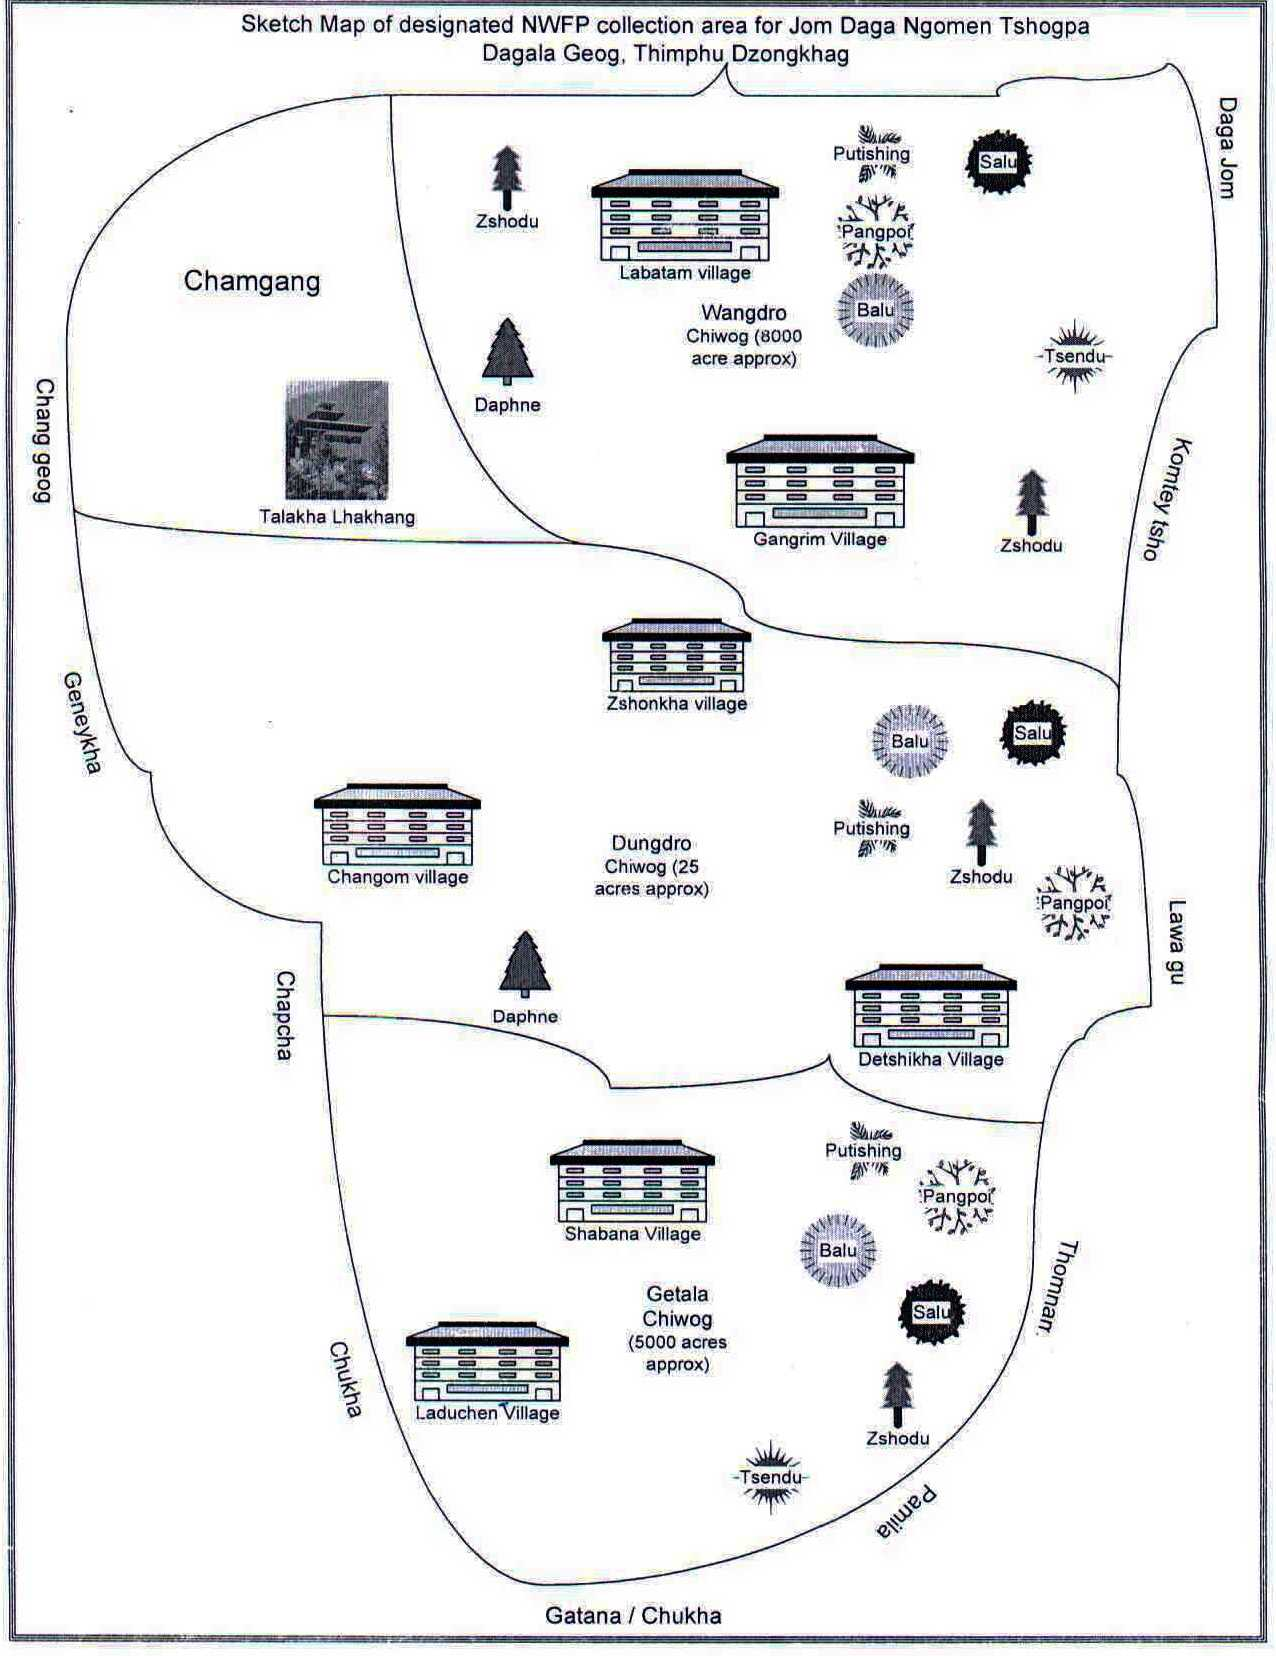 Sketch Map of designated NWFP collection area for Jom Daga Ngomen Tshogpa
Dagala Geog, Thimphu Dzongkhag
Daga Jom
Putishing
Salu
Zshodu
Pangpoi
Labatam village
Chamgang
Wangdro
Chiwog (8000
acre approx)
Balu
Tsendu
Daphne
Chang geog
Komtey tsho
Talakha Lhakhang
Gangrim Village
Zshodu
Geneykha
Zshonkha village
Balu
Salu
Putishing
Zshodu
Changom village
Dungdro
Chiwog (25
acres approx)
Pangpoi
Lawa gu
Chapcha
Daphne
Detshikha Village
Putishing
Pangpoi
Shabana Village
Balu
Thomnan.
Getala
Chiwog
(5000 acres
approx)
Salu
Chukha
Laduchen Village
Zshodu
Tsendu
Pamila
Gatana / Chukha